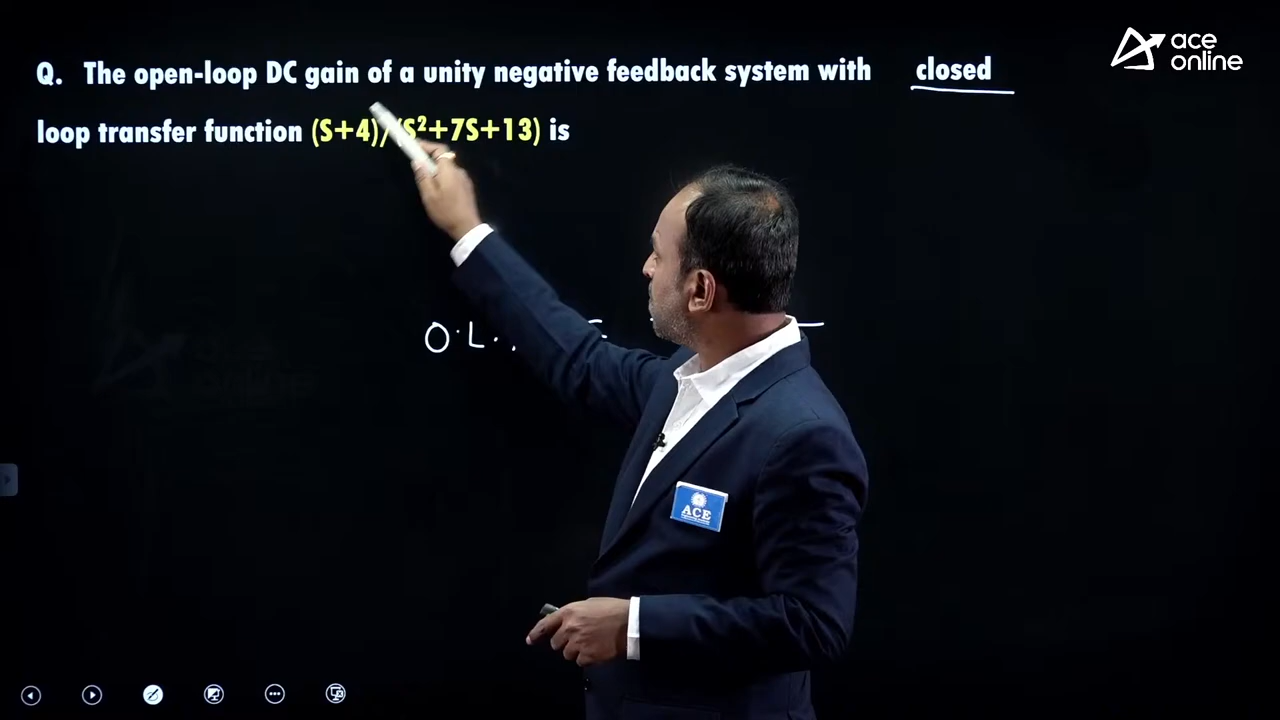 ace
online
Q. The open-loop DC gain of a unity negative feedback system with closed
loop transfer function (S+4)/(S²+7S+13) is
O.L.
ACE